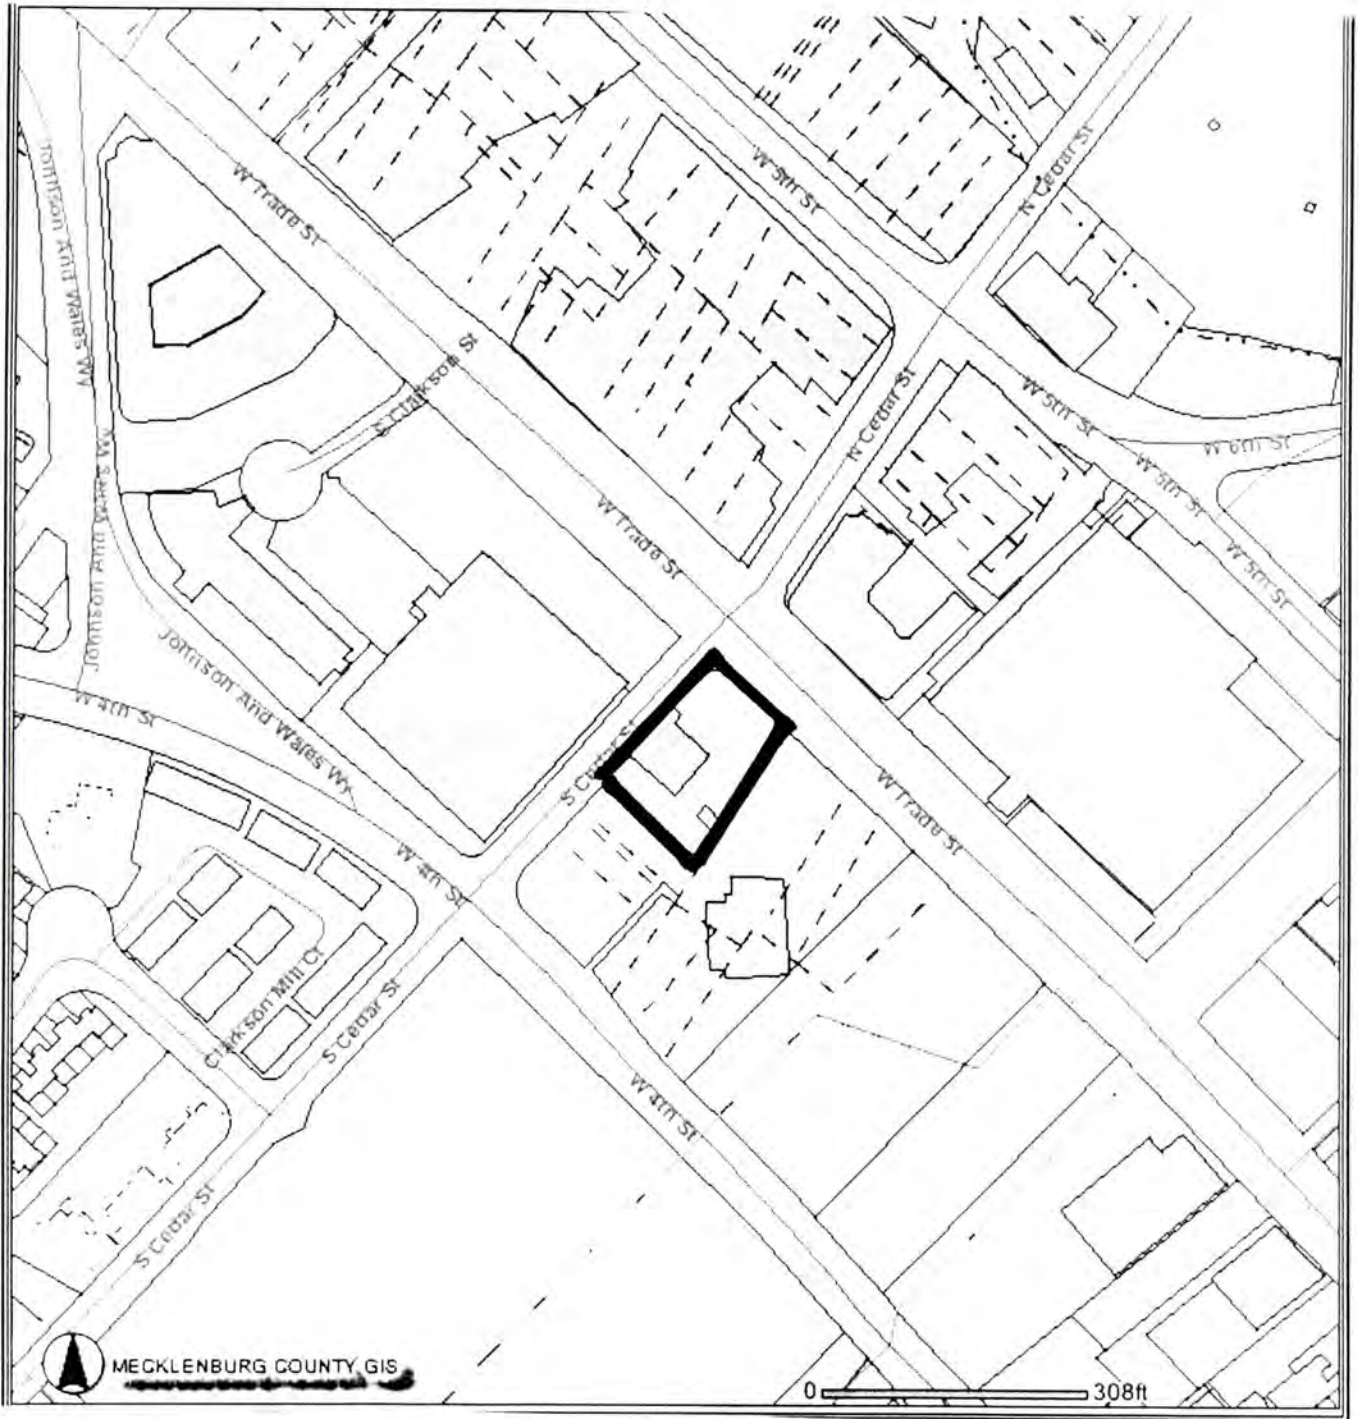 W 5th St
N Cedar St
W Trade St
Johnson And Wales Wy
S Clarkson St
W 5th St
N Cedar St
W 6th St
W 5th St
W Trade St
W 5th St
Johnson And Wales Wy
Johnson And Wales Wy
W 4th St
S Cedar St
W Trade St
W 4th St
Clarkson Mill Ct
S Cedar St
W 4th St
S Cedar St
MECKLENBURG COUNTY GIS
0 308ft